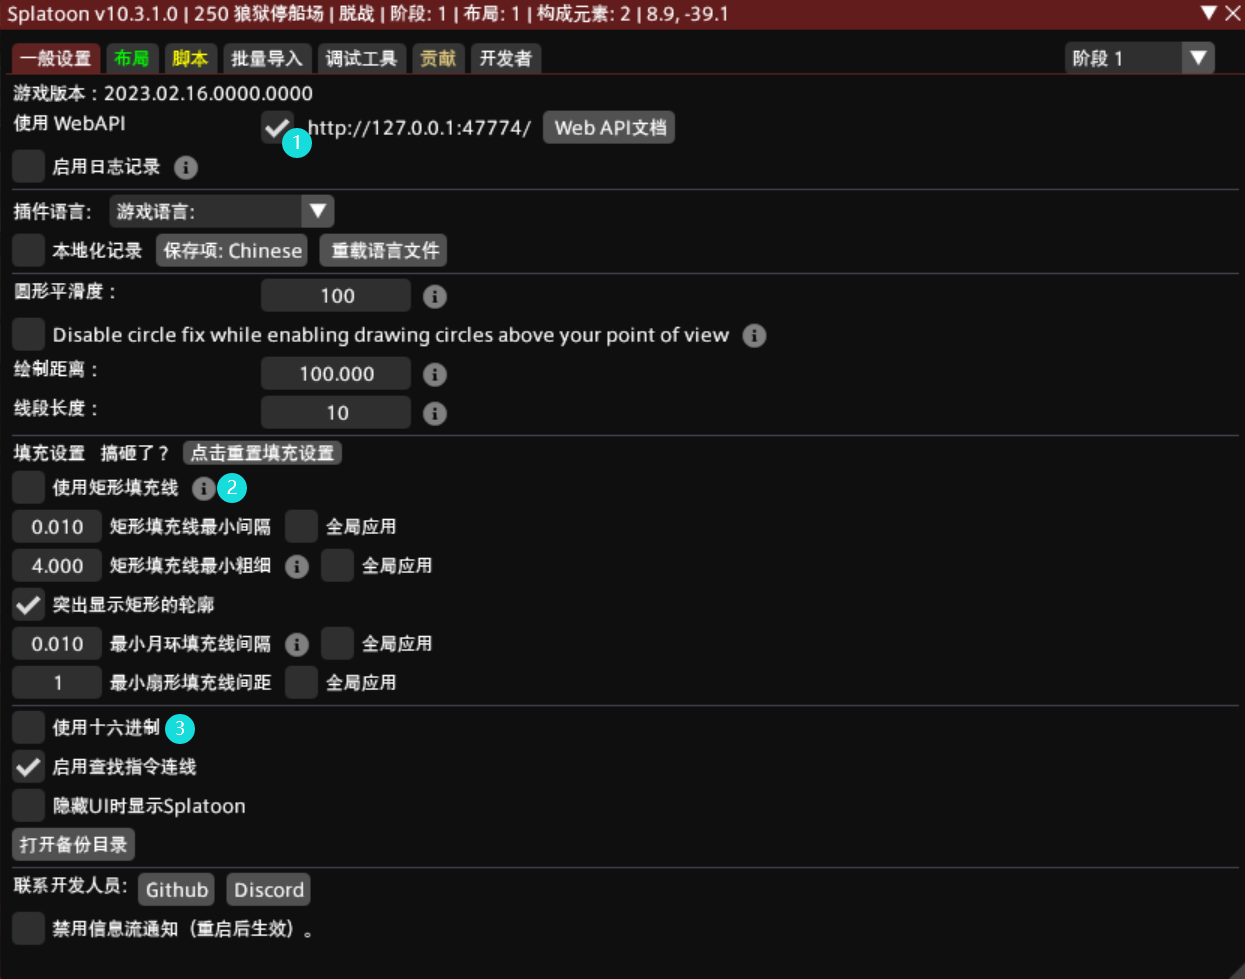 Splatoon v10.3.1.0 | 250 狼狱停船场 | 脱战 | 阶段: 1 | 布局: 1 | 构成元素: 2 | 8.9, -39.1
一般设置 布局 脚本 批量导入 调试工具 贡献 开发者 阶段 1
游戏版本：2023.02.16.0000.0000
使用 WebAPI http://127.0.0.1:47774/ Web API文档
1
启用日志记录
插件语言: 游戏语言:
本地化记录 保存项: Chinese 重载语言文件
圆形平滑度： 100
Disable circle fix while enabling drawing circles above your point of view
绘制距离： 100.000
线段长度： 10
填充设置 搞砸了？ 点击重置填充设置
使用矩形填充线 2
0.010 矩形填充线最小间隔 全局应用
4.000 矩形填充线最小粗细 全局应用
突出显示矩形的轮廓
0.010 最小月环填充线间隔 全局应用
1 最小扇形填充线间距 全局应用
使用十六进制 3
启用查找指令连线
隐藏UI时显示Splatoon
打开备份目录
联系开发人员: Github Discord
禁用信息流通知（重启后生效）。